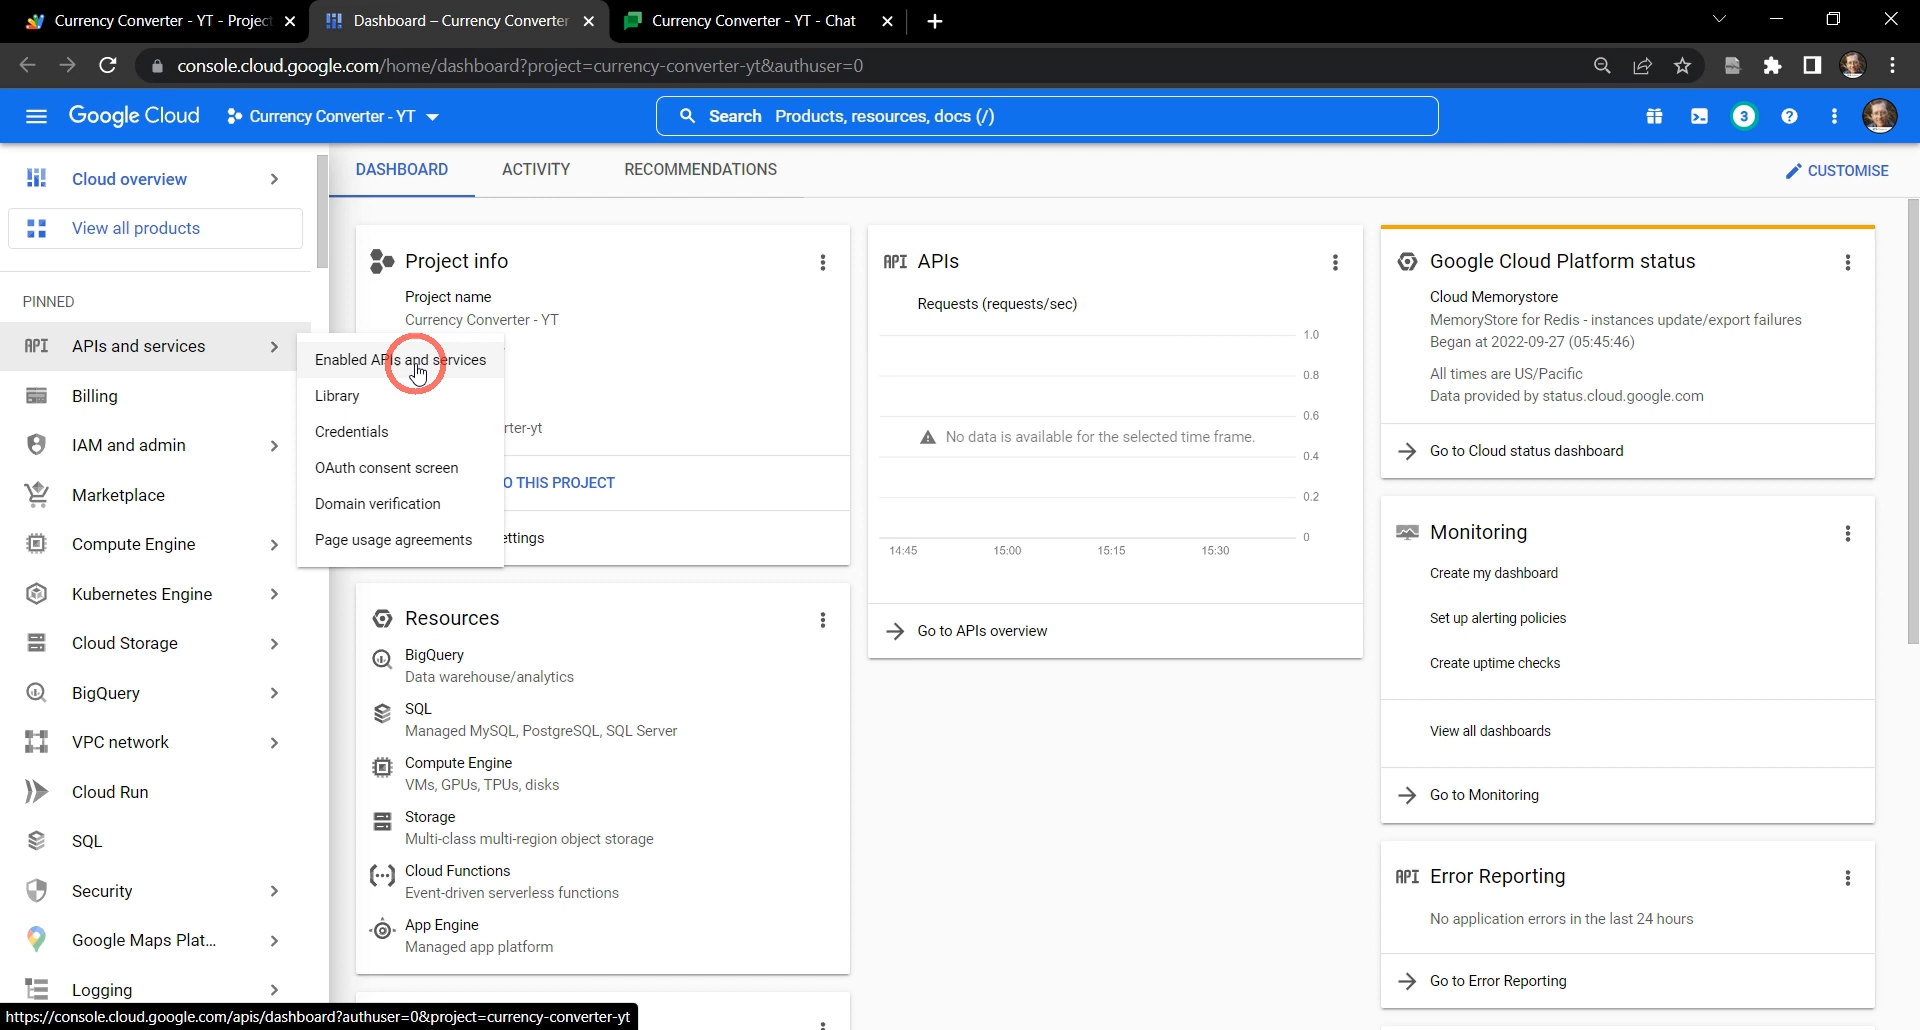 Currency Converter - YT - Project
Dashboard – Currency Converter
Currency Converter - YT - Chat
console.cloud.google.com/home/dashboard?project=currency-converter-yt&authuser=0
Google Cloud
Currency Converter - YT
Search Products, resources, docs (/)
3
Cloud overview
View all products
PINNED
API APIs and services
Billing
IAM and admin
Marketplace
Compute Engine
Kubernetes Engine
Cloud Storage
BigQuery
VPC network
Cloud Run
SQL
Security
Google Maps Plat...
Logging
Enabled APIs and services
Library
Credentials
OAuth consent screen
Domain verification
Page usage agreements
DASHBOARD
ACTIVITY
RECOMMENDATIONS
CUSTOMISE
Project info
Project name
Currency Converter - YT
rter-yt
O THIS PROJECT
ettings
Resources
BigQuery
Data warehouse/analytics
SQL
Managed MySQL, PostgreSQL, SQL Server
Compute Engine
VMs, GPUs, TPUs, disks
Storage
Multi-class multi-region object storage
Cloud Functions
Event-driven serverless functions
App Engine
Managed app platform
API APIs
Requests (requests/sec)
1.0
0.8
0.6
No data is available for the selected time frame.
0.4
0.2
0
14:45
15:00
15:15
15:30
Go to APIs overview
Google Cloud Platform status
Cloud Memorystore
MemoryStore for Redis - instances update/export failures
Began at 2022-09-27 (05:45:46)
All times are US/Pacific
Data provided by status.cloud.google.com
Go to Cloud status dashboard
Monitoring
Create my dashboard
Set up alerting policies
Create uptime checks
View all dashboards
Go to Monitoring
API Error Reporting
No application errors in the last 24 hours
Go to Error Reporting
https://console.cloud.google.com/apis/dashboard?authuser=0&project=currency-converter-yt